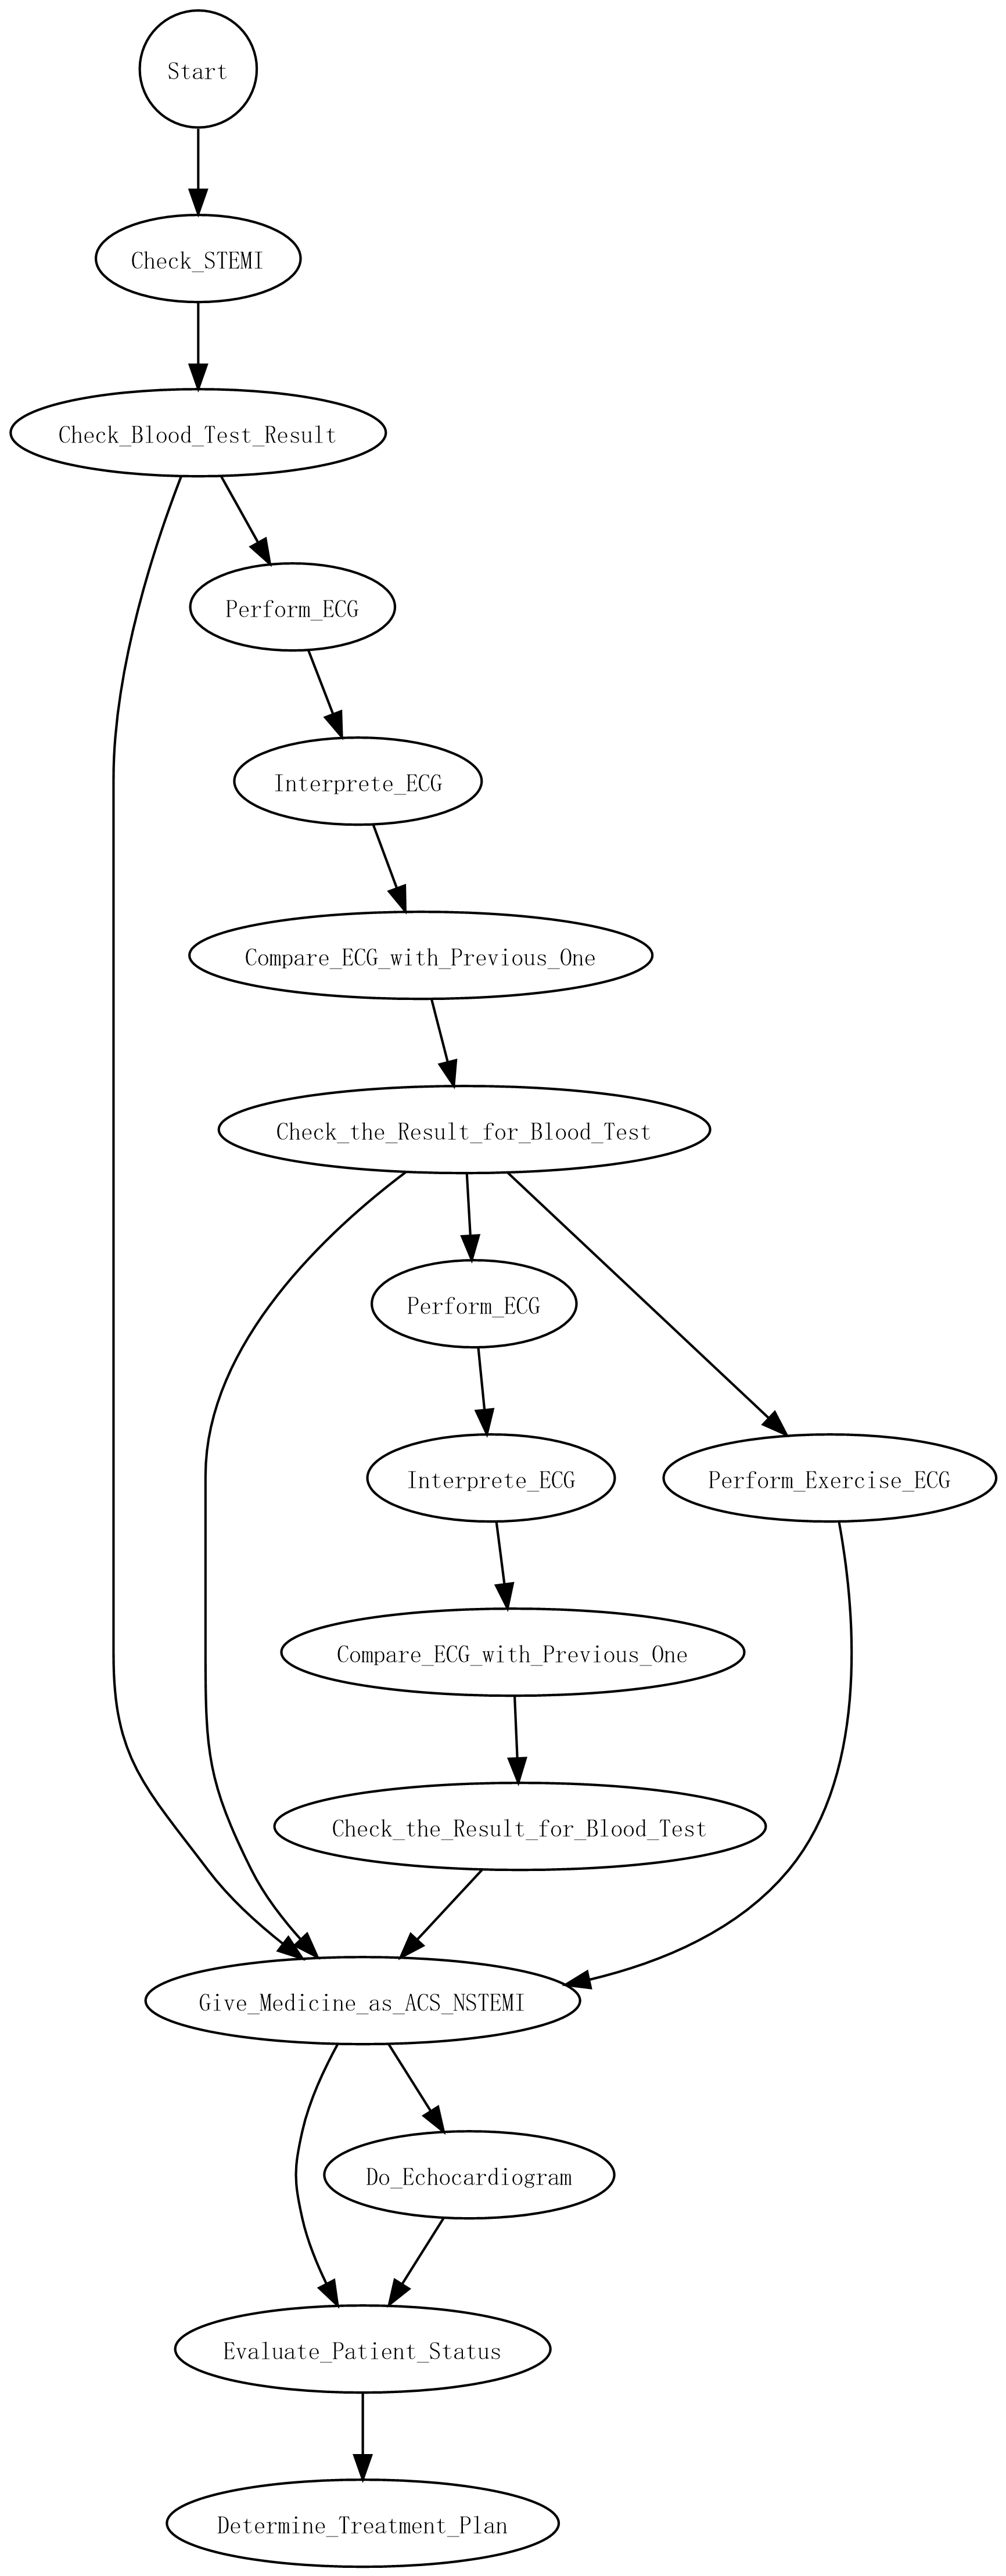 Start
Check_STEMI
Check_Blood_Test_Result
Perform_ECG
Interprete_ECG
Compare_ECG_with_Previous_One
Check_the_Result_for_Blood_Test
Perform_ECG
Interprete_ECG
Perform_Exercise_ECG
Compare_ECG_with_Previous_One
Check_the_Result_for_Blood_Test
Give_Medicine_as_ACS_NSTEMI
Do_Echocardiogram
Evaluate_Patient_Status
Determine_Treatment_Plan